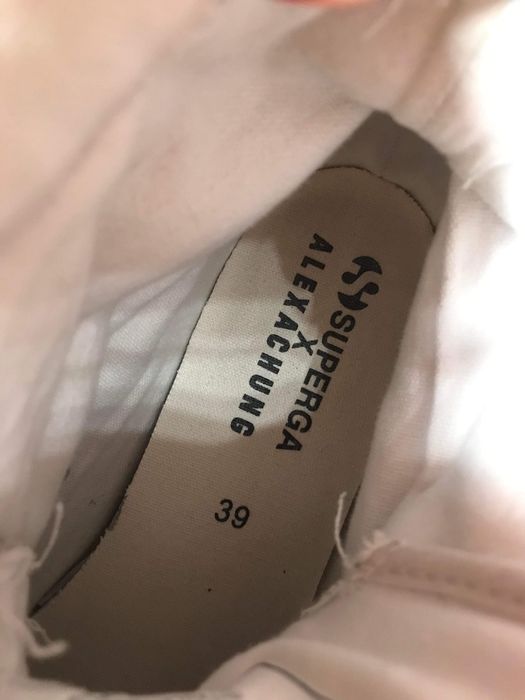 SUPERGA
X
ALEXACHUNG
39